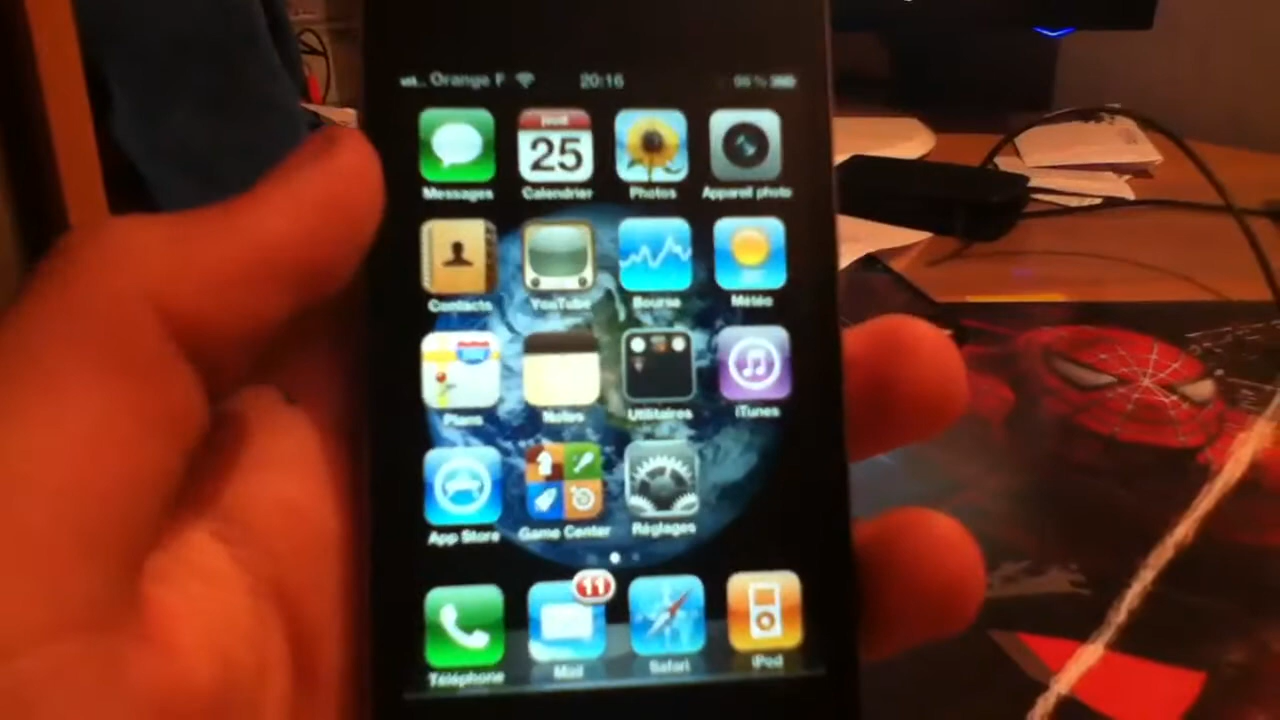 Orange F 20:16
25
Messages Calendrier Photos Appareil photo
Contacts YouTube Bourse Météo
Plans Notes Utilitaires iTunes
App Store Game Center Réglages
11
Téléphone Mail Safari iPod